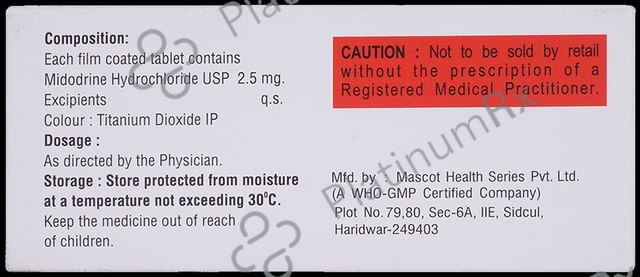 Composition:
Each film coated tablet contains
Midodrine Hydrochloride USP 2.5 mg.
Excipients q.s.
Colour : Titanium Dioxide IP
Dosage :
As directed by the Physician.
Storage : Store protected from moisture
at a temperature not exceeding 30⁰C.
Keep the medicine out of reach
of children.
CAUTION : Not to be sold by retail
without the prescription of a
Registered Medical Practitioner.
Mfd. by : Mascot Health Series Pvt. Ltd.
(A WHO-GMP Certified Company)
Plot No.79,80, Sec-6A, IIE, Sidcul,
Haridwar-249403
PlatinumRx
PlatinumRx